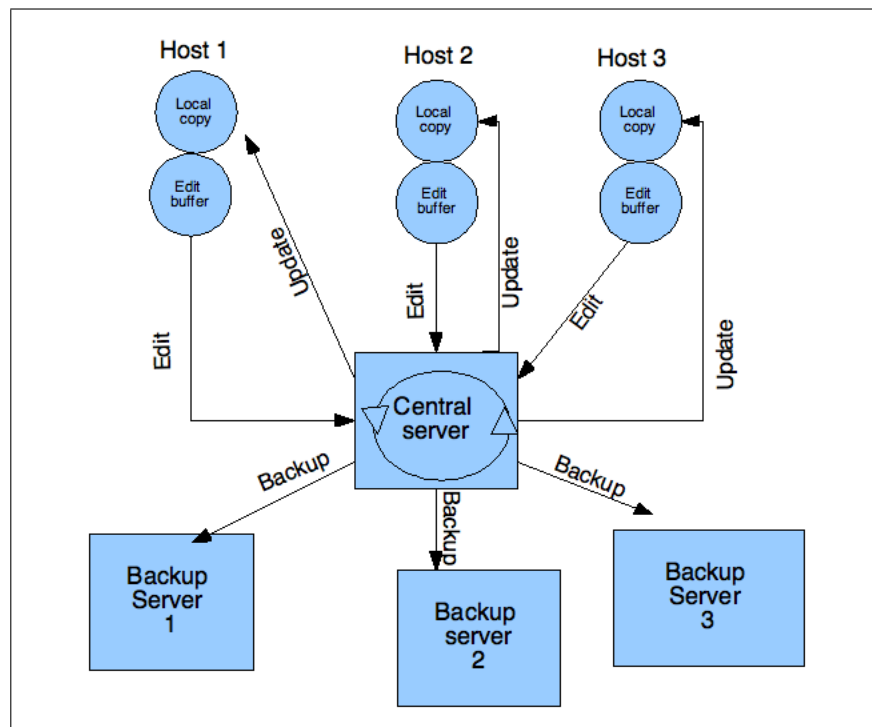 Host 1
Host 2
Host 3
Local
copy
Edit
buffer
Local
copy
Edit
buffer
Local
copy
Edit
buffer
Update
Edit
Edit
Update
Edit
Update
Central
server
Backup
Backup
Backup
Backup
Server
1
Backup
server
2
Backup
Server
3